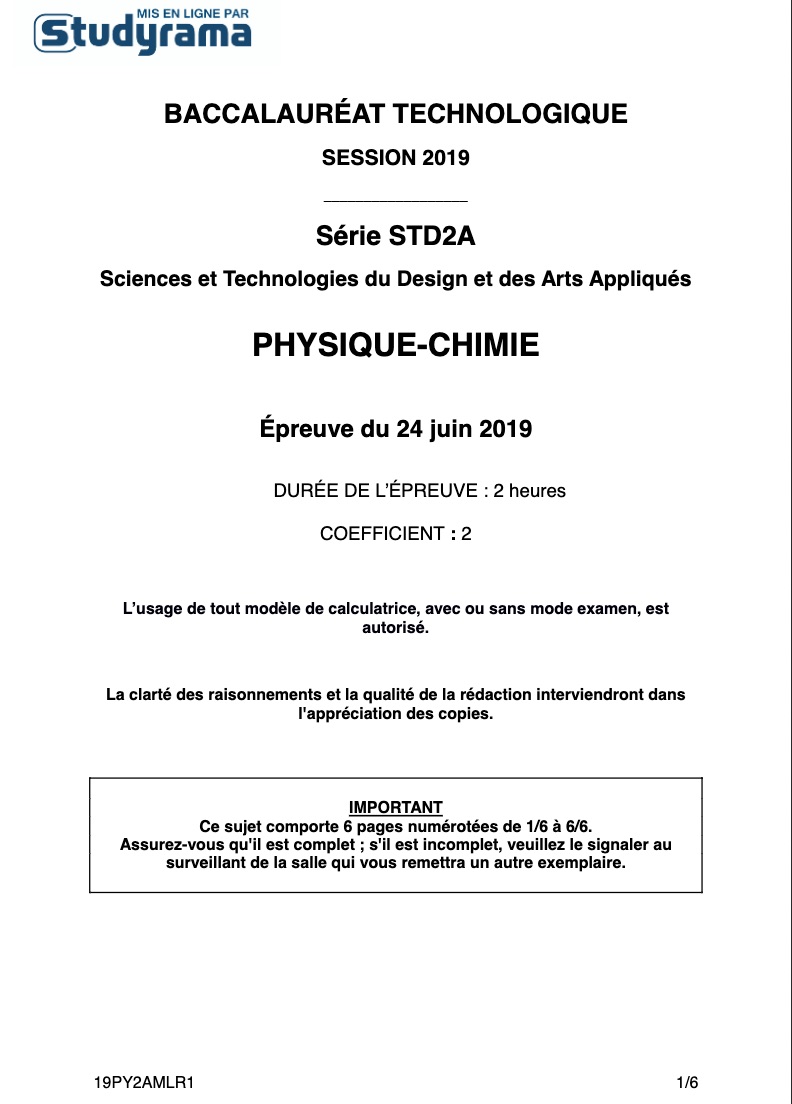 MIS EN LIGNE PAR
Studyrama
BACCALAURÉAT TECHNOLOGIQUE
SESSION 2019
Série STD2A
Sciences et Technologies du Design et des Arts Appliqués
PHYSIQUE-CHIMIE
Épreuve du 24 juin 2019
DURÉE DE L’ÉPREUVE : 2 heures
COEFFICIENT : 2
L’usage de tout modèle de calculatrice, avec ou sans mode examen, est
autorisé.
La clarté des raisonnements et la qualité de la rédaction interviendront dans
l'appréciation des copies.
IMPORTANT
Ce sujet comporte 6 pages numérotées de 1/6 à 6/6.
Assurez-vous qu'il est complet ; s'il est incomplet, veuillez le signaler au
surveillant de la salle qui vous remettra un autre exemplaire.
19PY2AMLR1
1/6